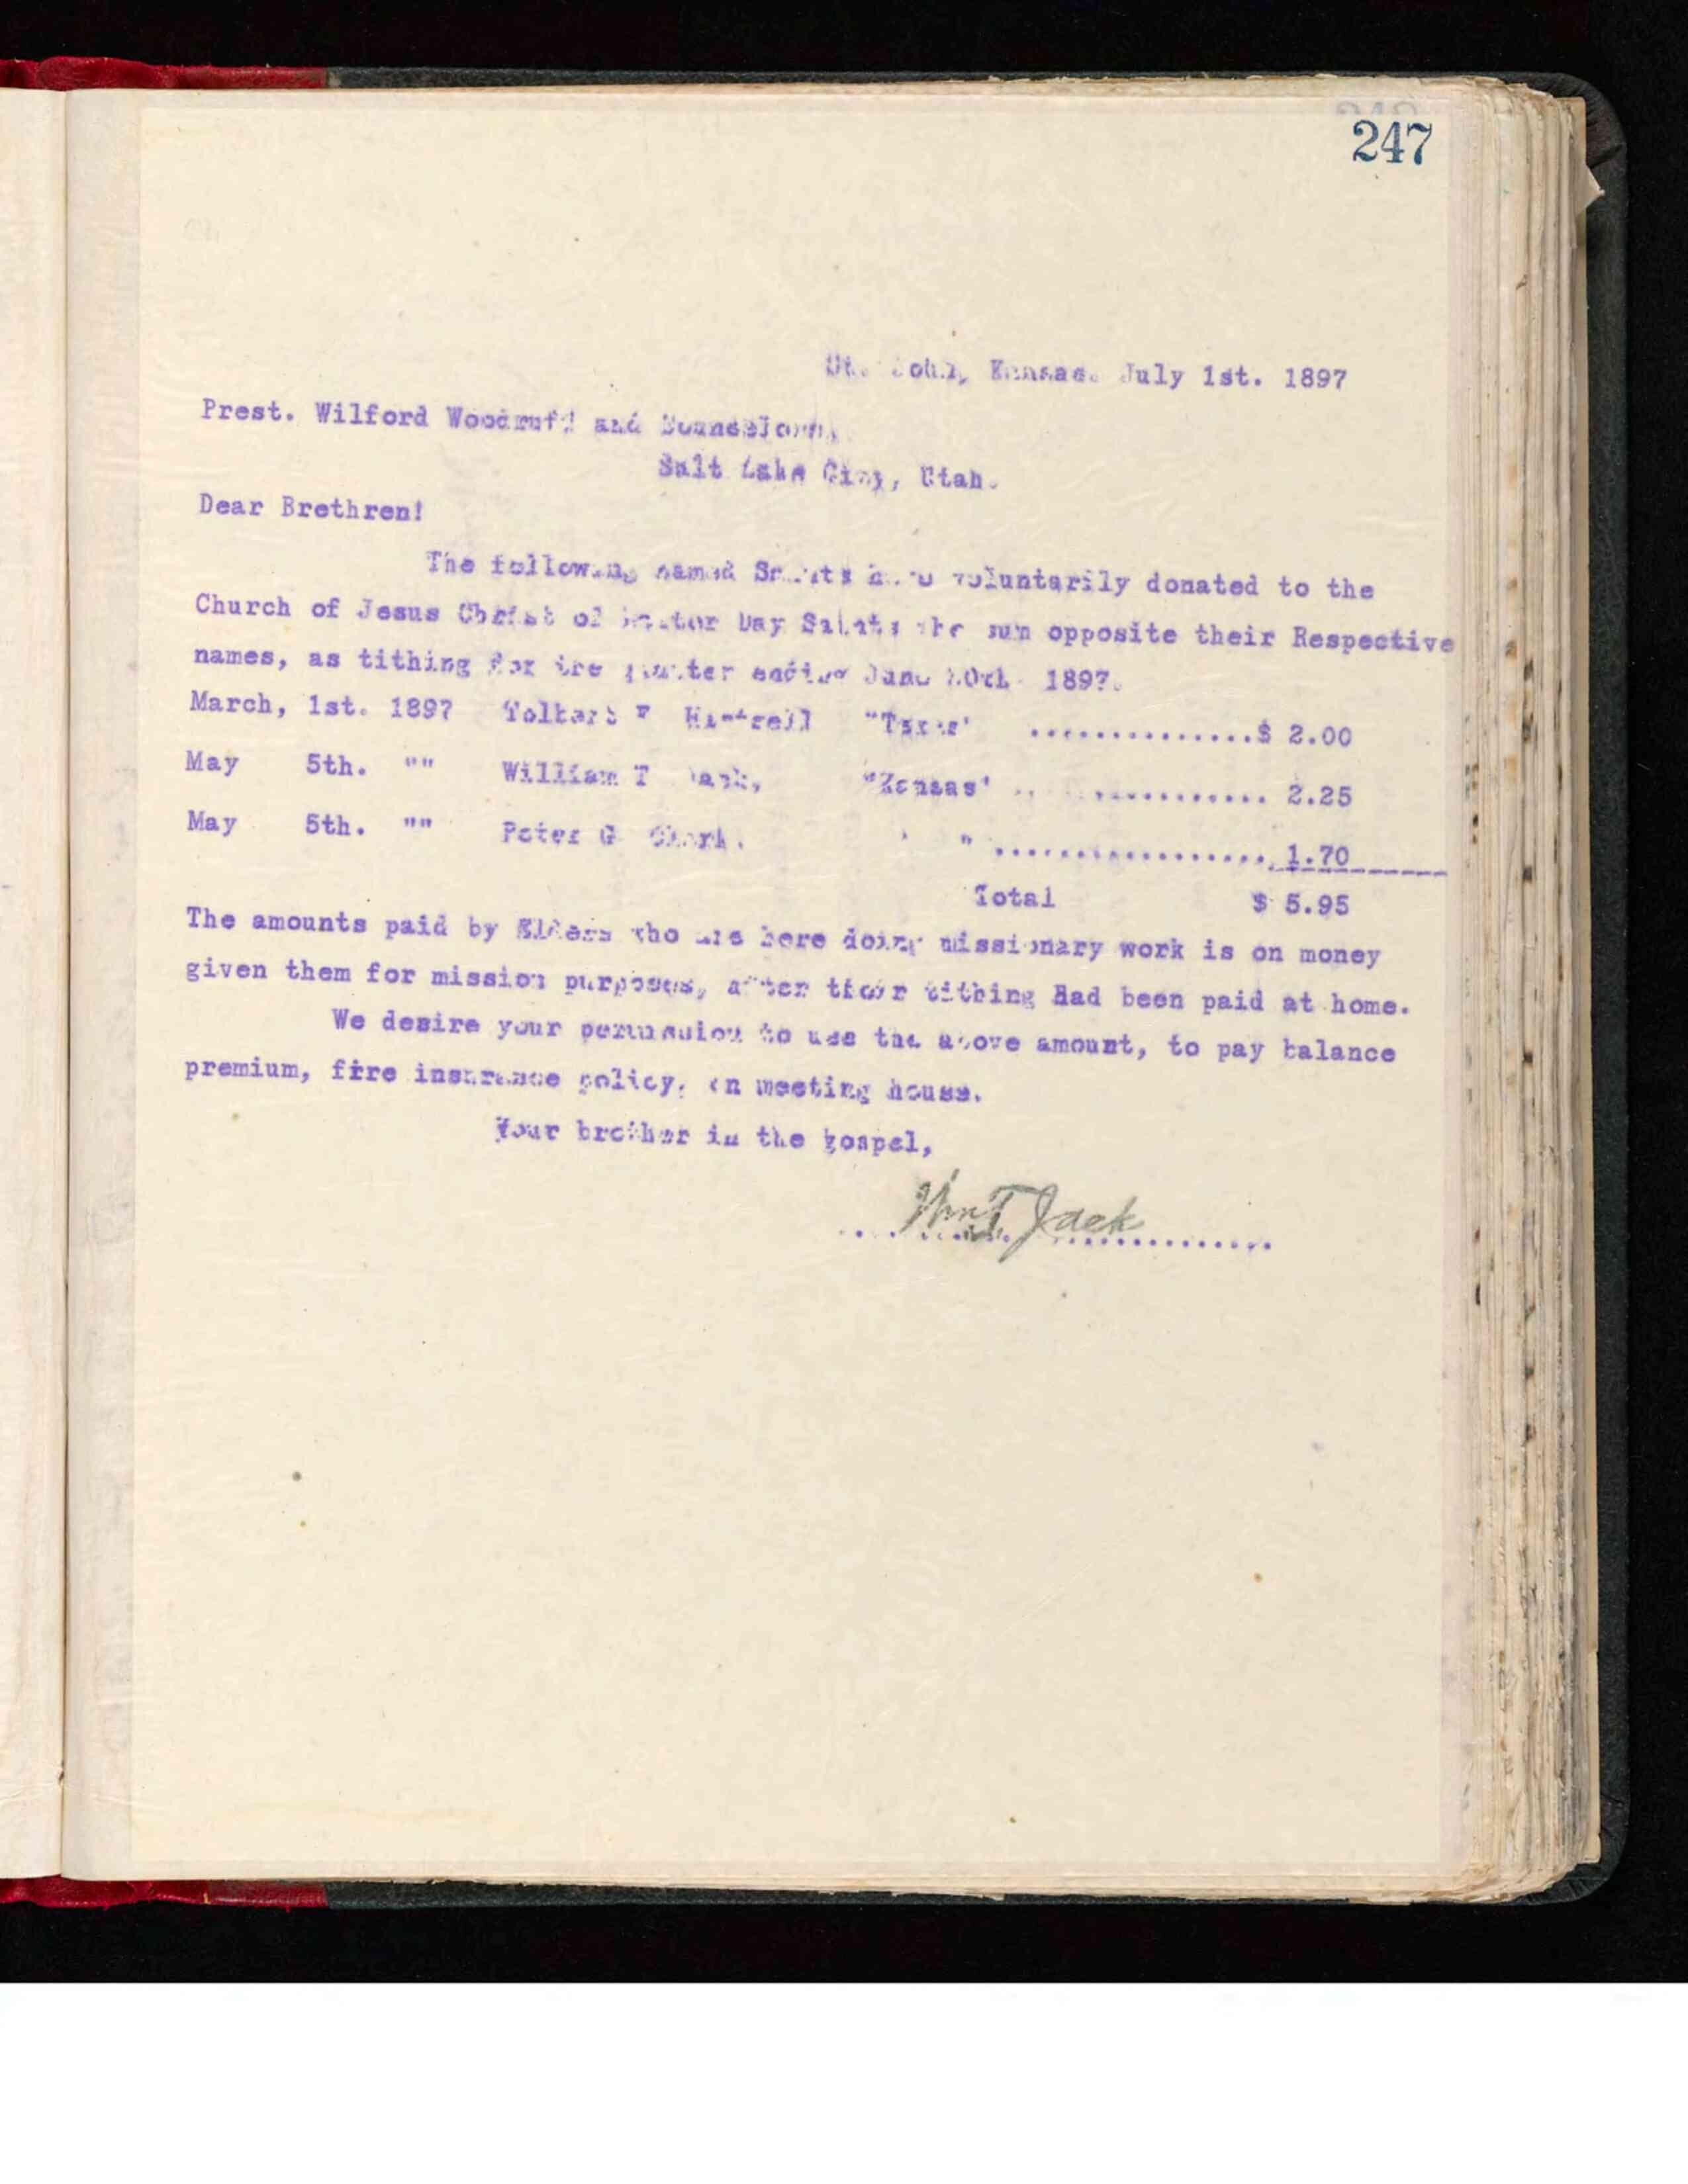 247
St. John, Kansas. July 1st. 1897
Prest. Wilford Woodruff and Counselors,
Salt Lake City, Utah.
Dear Brethren!
The following named Saints have voluntarily donated to the
Church of Jesus Christ of Latter Day Saints the sum opposite their Respective
names, as tithing for the quarter ending June 1897.
March, 1st. 1897 "Texas" ..............$ 2.00
May 5th. "" William T Jack, "Kansas" .. ............. 2.25
May 5th. "" Peter G Clark. " " ................. 1.70
Total $ 5.95
The amounts paid by Elders who are here doing missionary work is on money
given them for mission purposes, after their tithing Had been paid at home.
We desire your permission to use the above amount, to pay balance
premium, fire insurance policy, on meeting house.
Your brother in the gospel,
Wm T. Jack